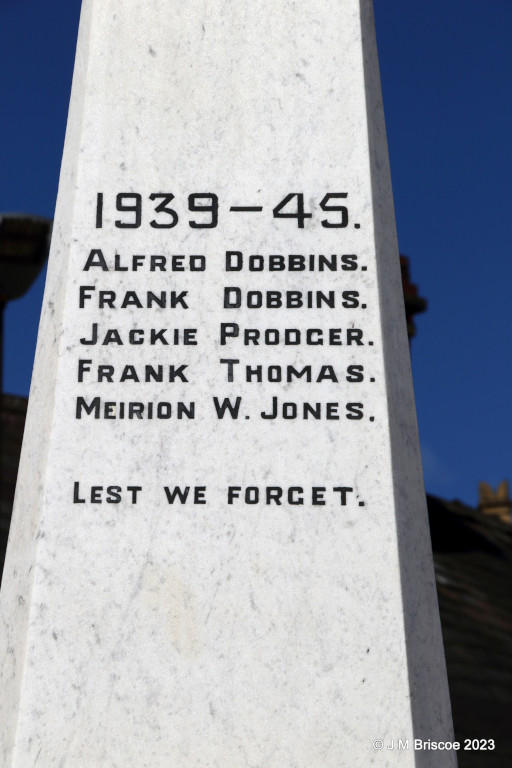 1939-45.
ALFRED DOBBINS.
FRANK DOBBINS.
JACKIE PRODGER.
FRANK THOMAS.
MEIRION W. JONES.
LEST WE FORGET.
© J M Briscoe 2023